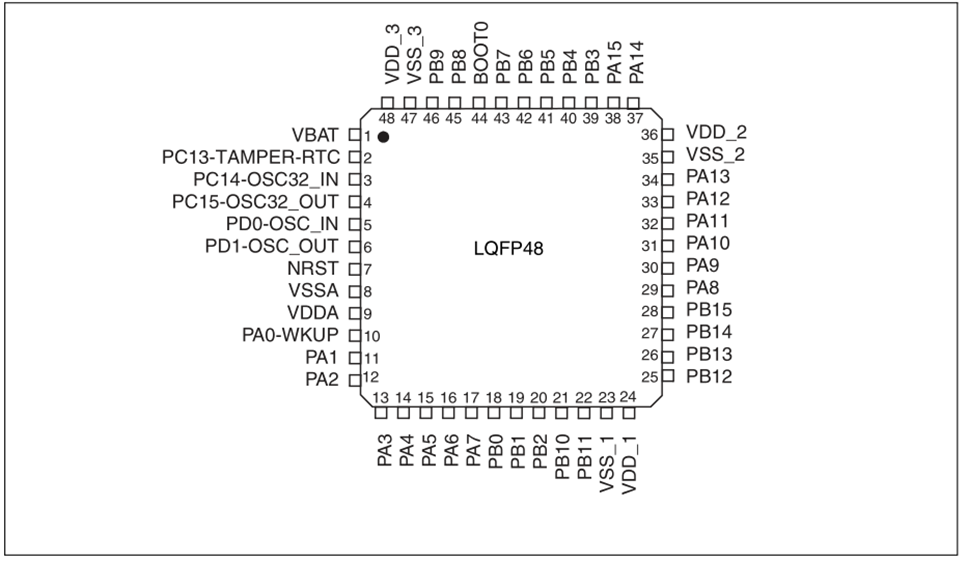 VDD_3
VSS_3
PB9
PB8
BOOT0
PB7
PB6
PB5
PB4
PB3
PA15
PA14
48 47 46 45 44 43 42 41 40 39 38 37
VBAT 1
PC13-TAMPER-RTC 2
PC14-OSC32_IN 3
PC15-OSC32_OUT 4
PD0-OSC_IN 5
PD1-OSC_OUT 6
NRST 7
VSSA 8
VDDA 9
PA0-WKUP 10
PA1 11
PA2 12
LQFP48
36 VDD_2
35 VSS_2
34 PA13
33 PA12
32 PA11
31 PA10
30 PA9
29 PA8
28 PB15
27 PB14
26 PB13
25 PB12
13 14 15 16 17 18 19 20 21 22 23 24
PA3
PA4
PA5
PA6
PA7
PB0
PB1
PB2
PB10
PB11
VSS_1
VDD_1